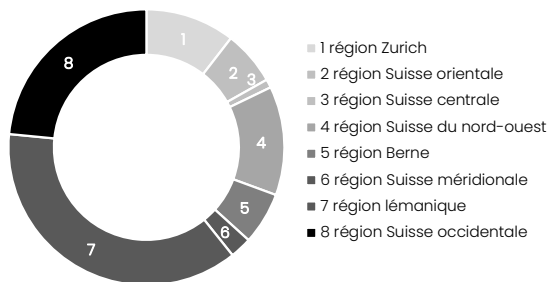 1
2
3
4
5
6
7
8
1 région Zurich
2 région Suisse orientale
3 région Suisse centrale
4 région Suisse du nord-ouest
5 région Berne
6 région Suisse méridionale
7 région lémanique
8 région Suisse occidentale